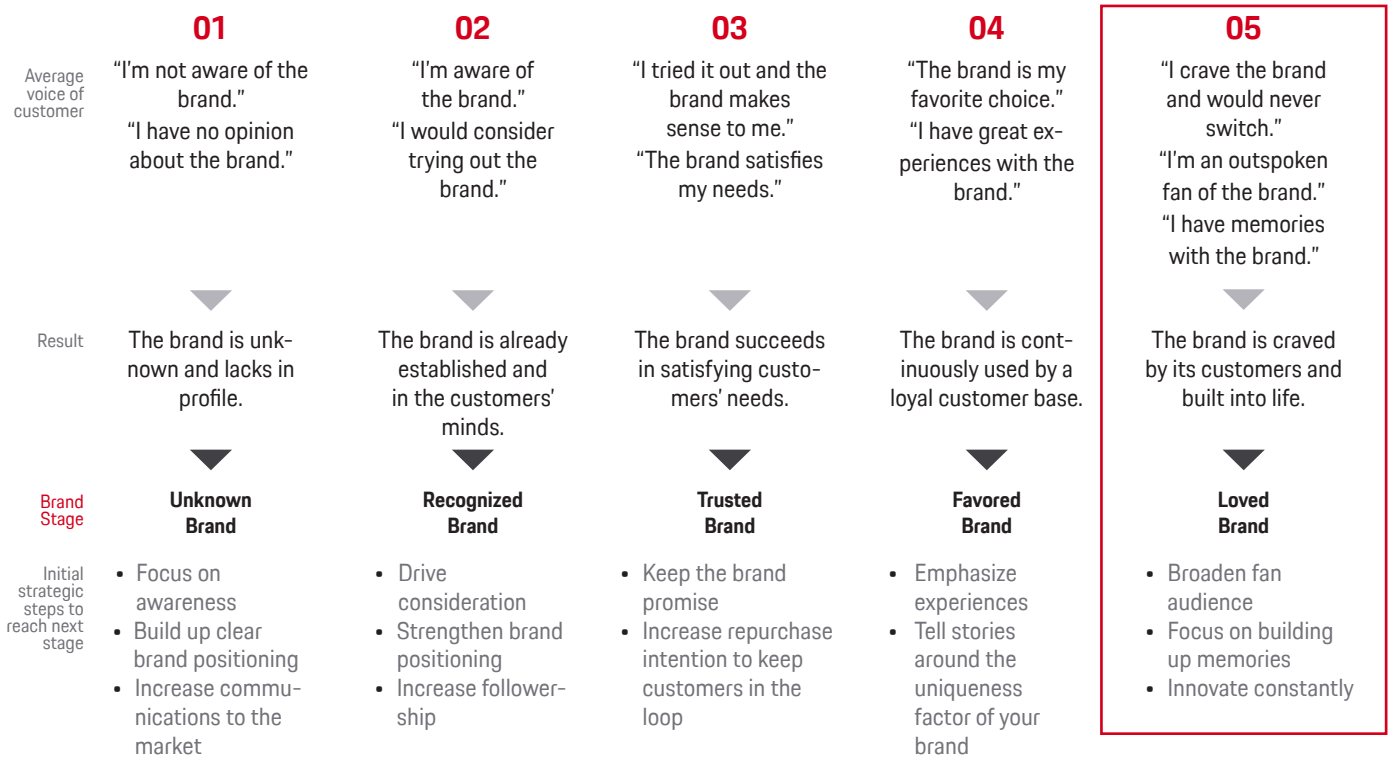 01
02
03
04
05
Average
voice of
customer
“I'm not aware of the
brand.”
“I have no opinion
about the brand.”
“I'm aware of
the brand.”
“I would consider
trying out the
brand.”
“I tried it out and the
brand makes
sense to me.”
“The brand satisfies
my needs.”
“The brand is my
favorite choice.”
“I have great ex-
periences with the
brand.”
“I crave the brand
and would never
switch.”
“I'm an outspoken
fan of the brand.”
“I have memories
with the brand.”
Result
The brand is unk-
nown and lacks in
profile.
The brand is already
established and
in the customers'
minds.
The brand succeeds
in satisfying custo-
mers' needs.
The brand is cont-
inuously used by a
loyal customer base.
The brand is craved
by its customers and
built into life.
Brand
Stage
Unknown
Brand
Recognized
Brand
Trusted
Brand
Favored
Brand
Loved
Brand
Initial
strategic
steps to
reach next
stage
• Focus on
awareness
• Build up clear
brand positioning
• Increase commu-
nications to the
market
• Drive
consideration
• Strengthen brand
positioning
• Increase follower-
ship
• Keep the brand
promise
• Increase repurchase
intention to keep
customers in the
loop
• Emphasize
experiences
• Tell stories
around the
uniqueness
factor of your
brand
• Broaden fan
audience
• Focus on building
up memories
• Innovate constantly